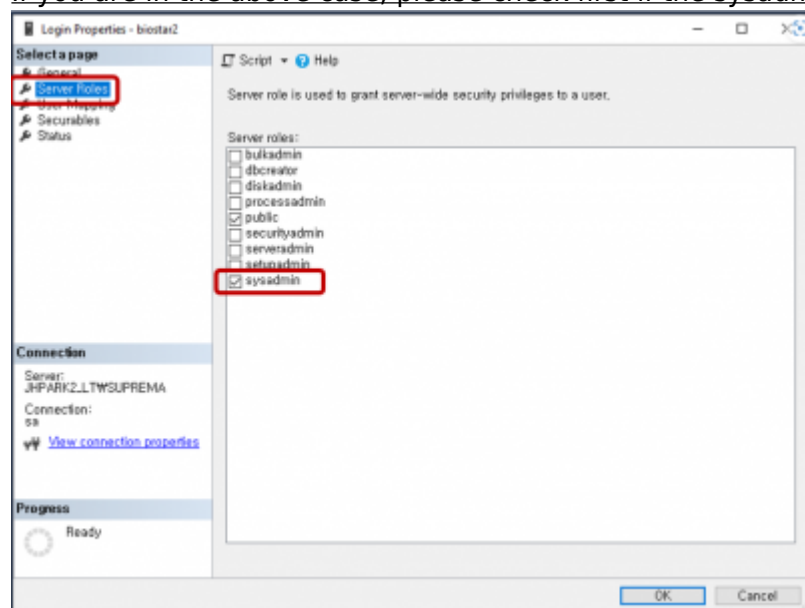 Login Properties - biostar2
Select a page
General
Server Roles
User Mapping
Securables
Status
Script
Help
Server role is used to grant server-wide security privileges to a user.
Server roles:
bulkadmin
dbcreator
diskadmin
processadmin
public
securityadmin
serveradmin
setupadmin
sysadmin
Connection
Server:
JHPARK2_LT₩SUPREMA
Connection:
sa
View connection properties
Progress
Ready
OK
Cancel